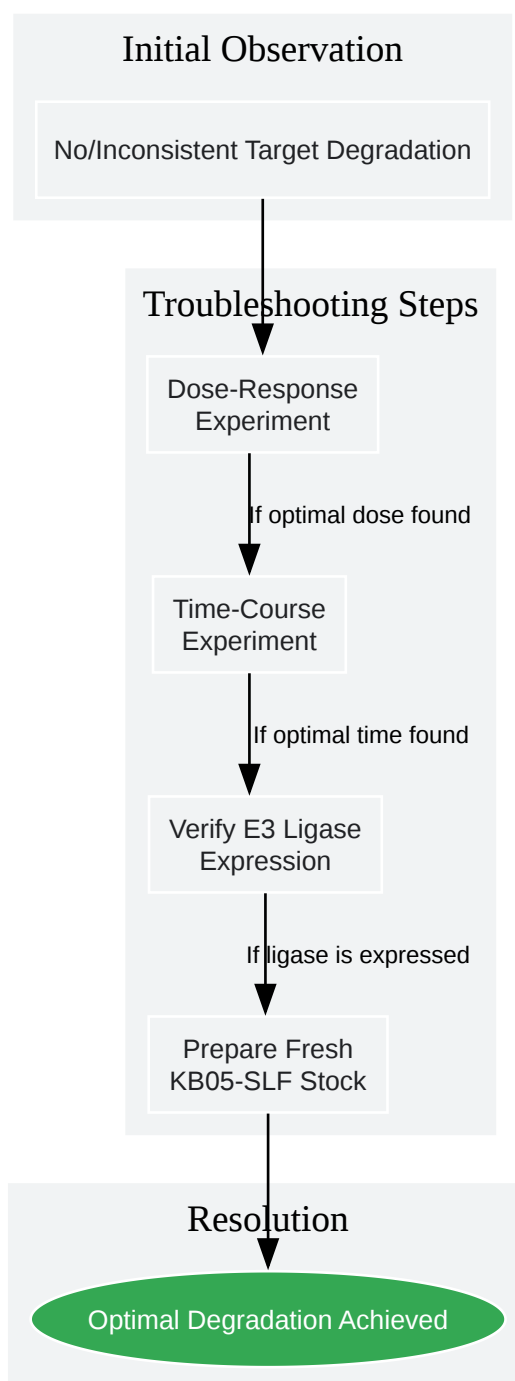 Initial Observation
No/Inconsistent Target Degradation
Troubleshooting Steps
Dose-Response
Experiment
If optimal dose found
Time-Course
Experiment
If optimal time found
Verify E3 Ligase
Expression
If ligase is expressed
Prepare Fresh
KB05-SLF Stock
Resolution
Optimal Degradation Achieved